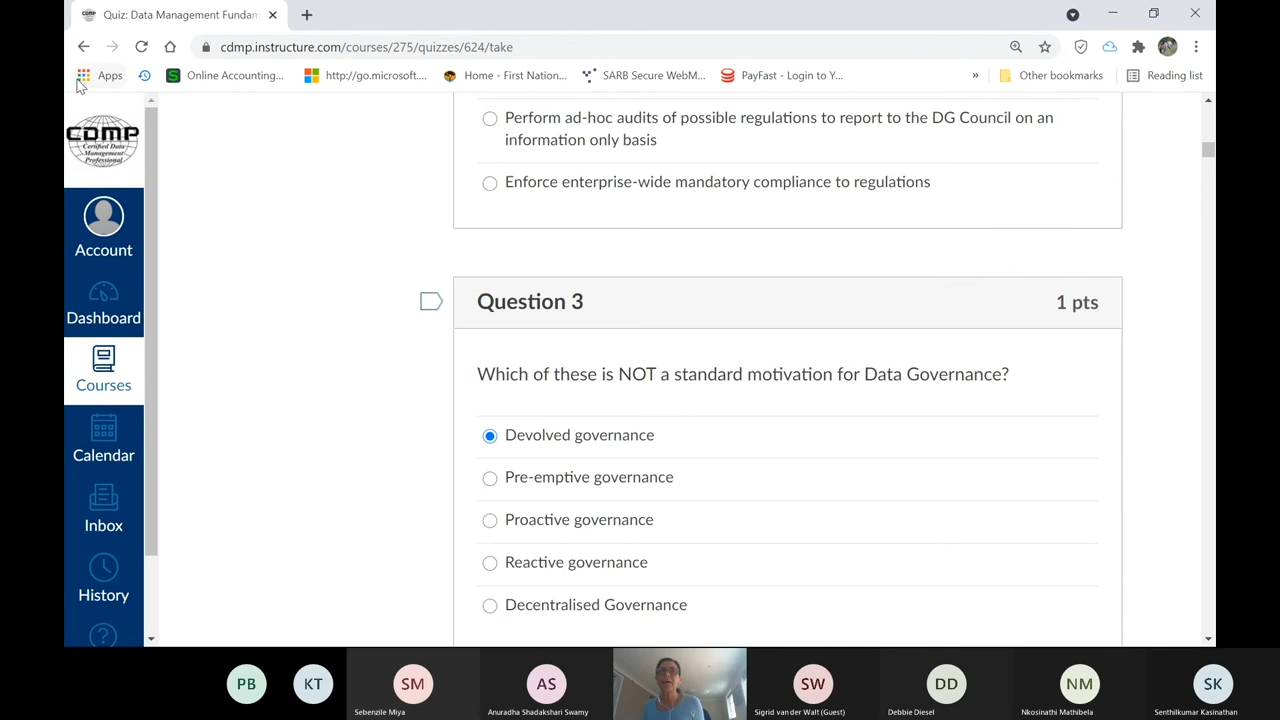 Quiz: Data Management Fundam
cdmp.instructure.com/courses/275/quizzes/624/take
Apps
Online Accounting...
http://go.microsoft....
Home - First Nation...
SARB Secure WebM...
PayFast - Login to Y...
»
Other bookmarks
Reading list
CDMP
Certified Data
Management
Professional
Account
Dashboard
Courses
Calendar
Inbox
History
Perform ad-hoc audits of possible regulations to report to the DG Council on an
information only basis
Enforce enterprise-wide mandatory compliance to regulations
Question 3
1 pts
Which of these is NOT a standard motivation for Data Governance?
Devolved governance
Pre-emptive governance
Proactive governance
Reactive governance
Decentralised Governance
PB
KT
SM
Sebenzile Miya
AS
Anuradha Shadakshari Swamy
SW
Sigrid van der Walt (Guest)
DD
Debbie Diesel
NM
Nkosinathi Mathibela
SK
Senthilkumar Kasinathan